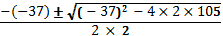 −(−37) ± √(( − 37)² − 4 × 2 × 105)
2 × 2